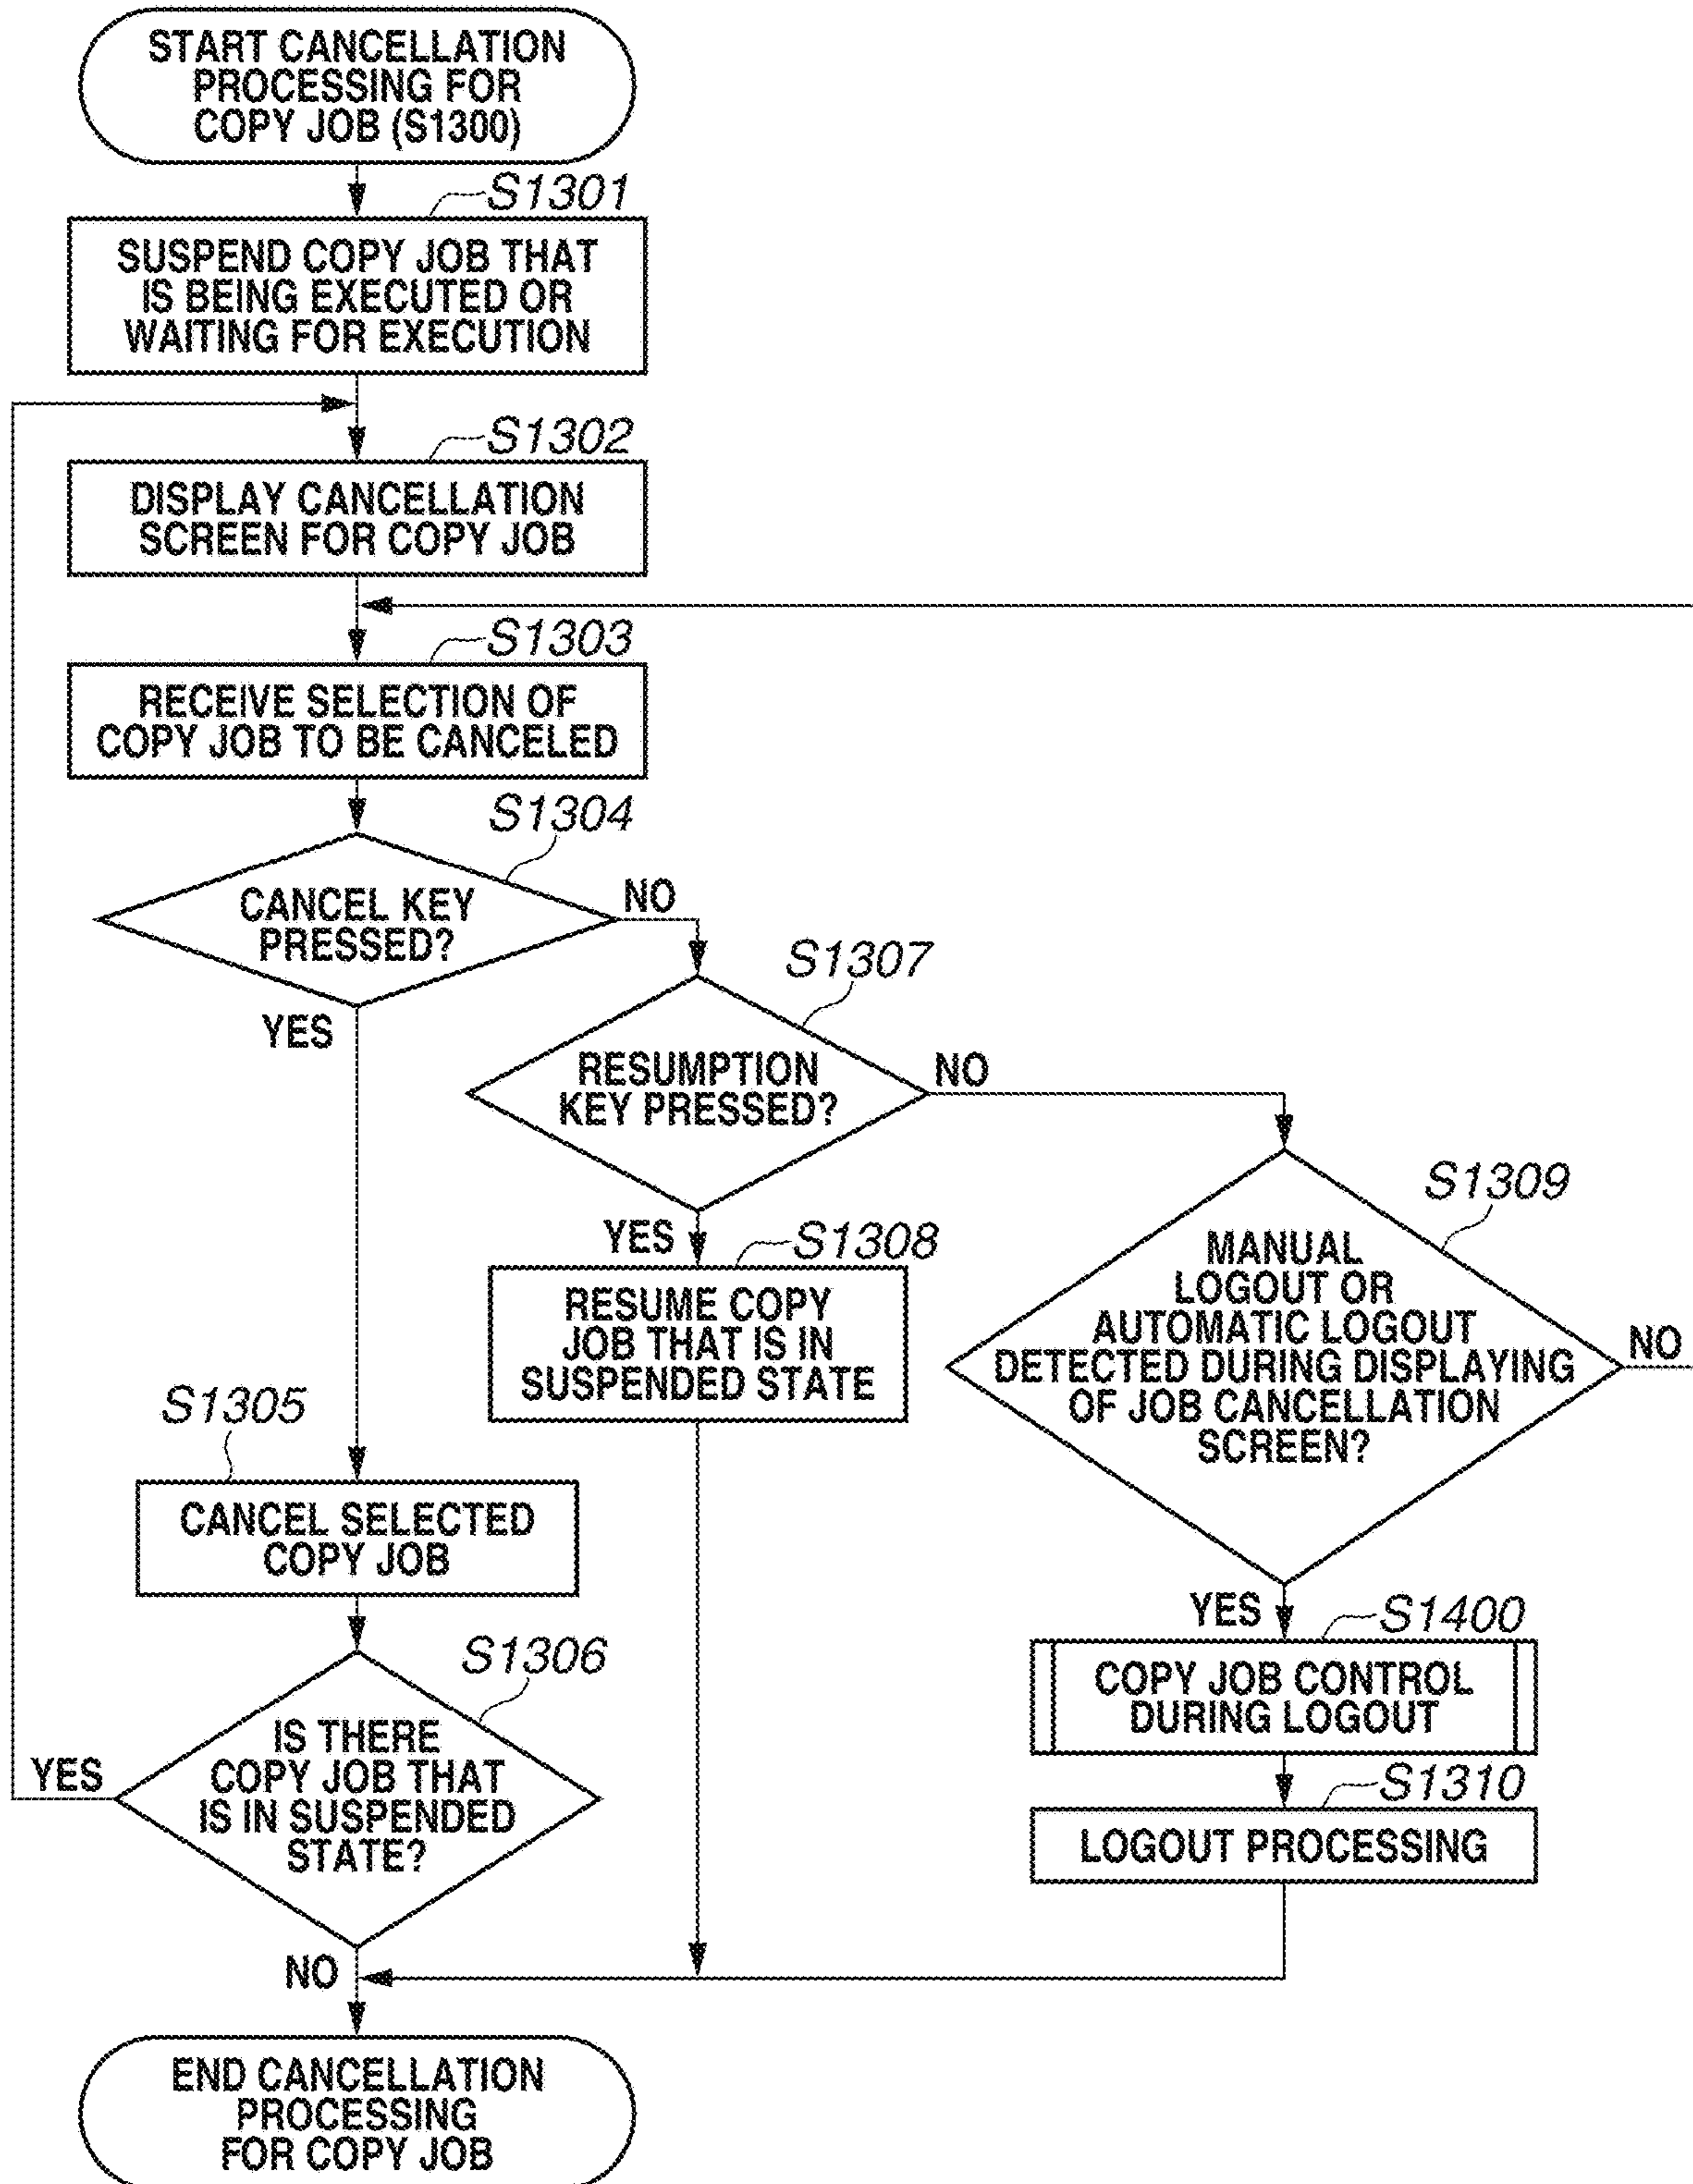 START CANCELLATION
PROCESSING FOR
COPY JOB (S1300)
S1301
SUSPEND COPY JOB THAT
IS BEING EXECUTED OR
WAITING FOR EXECUTION
S1302
DISPLAY CANCELLATION
SCREEN FOR COPY JOB
S1303
RECEIVE SELECTION OF
COPY JOB TO BE CANCELED
S1304
CANCEL KEY
PRESSED?
NO
YES
S1307
RESUMPTION
KEY PRESSED?
NO
YES
S1308
RESUME COPY
JOB THAT IS IN
SUSPENDED STATE
S1309
MANUAL
LOGOUT OR
AUTOMATIC LOGOUT
DETECTED DURING DISPLAYING
OF JOB CANCELLATION
SCREEN?
NO
YES
S1305
CANCEL SELECTED
COPY JOB
S1306
IS THERE
COPY JOB THAT
IS IN SUSPENDED
STATE?
YES
NO
S1400
COPY JOB CONTROL
DURING LOGOUT
S1310
LOGOUT PROCESSING
END CANCELLATION
PROCESSING
FOR COPY JOB